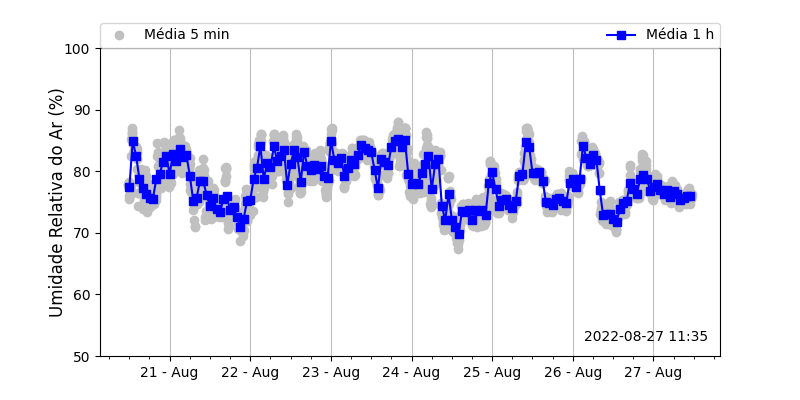 Média 5 min
Média 1 h
Umidade Relativa do Ar (%)
100
90
80
70
60
50
2022-08-27 11:35
21 - Aug
22 - Aug
23 - Aug
24 - Aug
25 - Aug
26 - Aug
27 - Aug